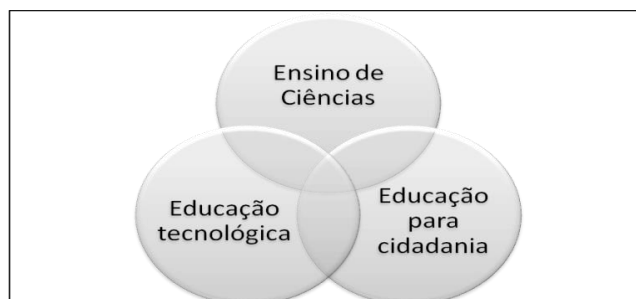 Ensino de
Ciências
Educação
tecnológica
Educação
para
cidadania